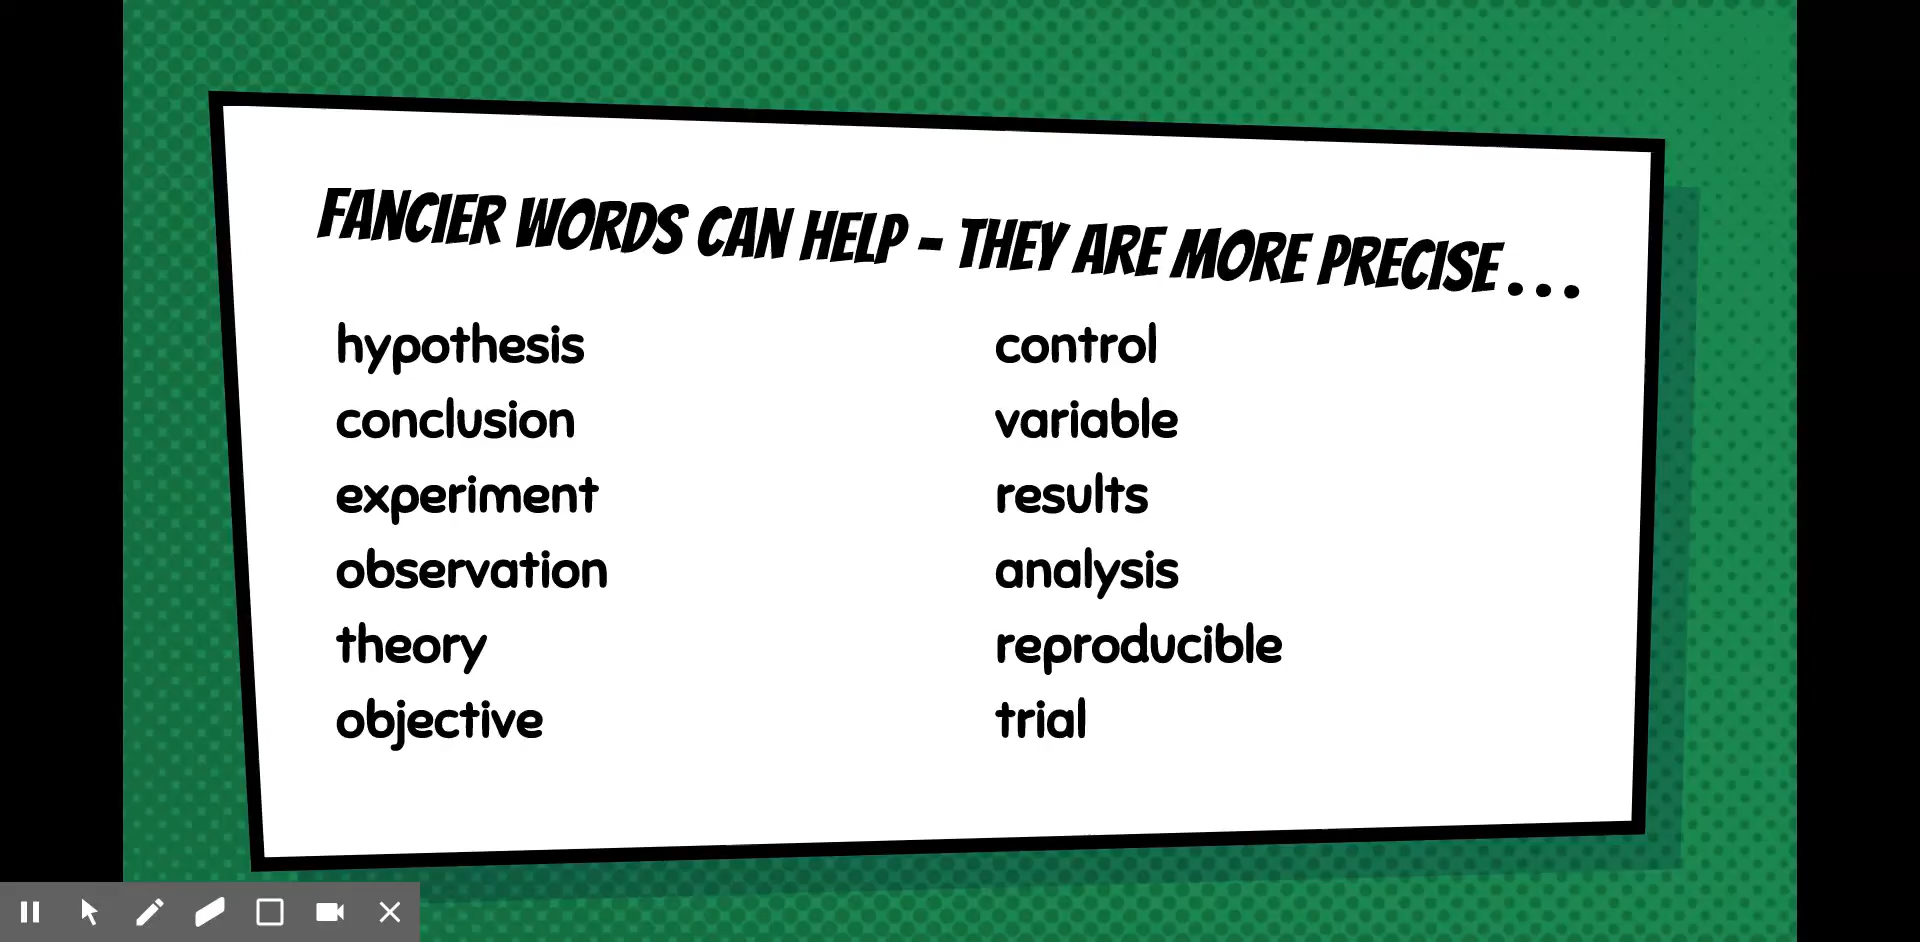 FANCIER WORDS CAN HELP - THEY ARE MORE PRECISE...
hypothesis
conclusion
experiment
observation
theory
objective
control
variable
results
analysis
reproducible
trial